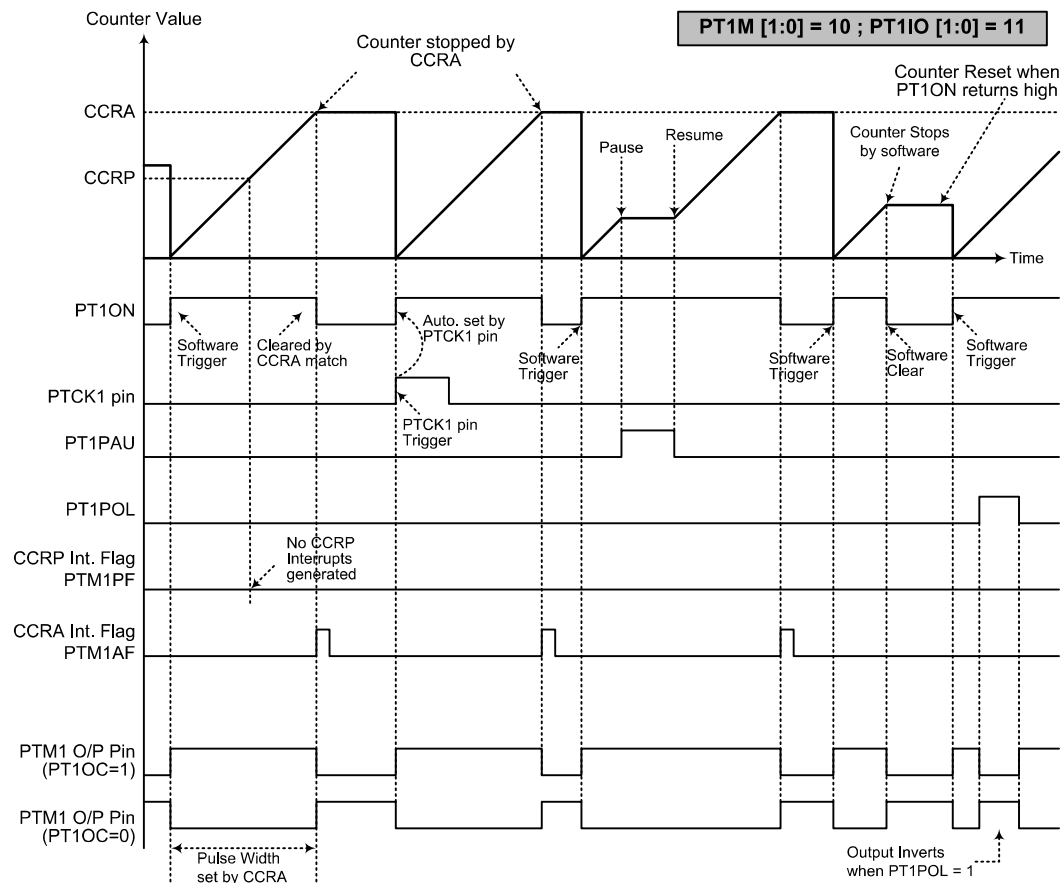 Counter Value
PT1M [1:0] = 10 ; PT1IO [1:0] = 11
Counter stopped by
CCRA
Counter Reset when
PT1ON returns high
CCRA
Pause
Resume
Counter Stops
by software
CCRP
Time
PT1ON
Software
Trigger
Cleared by
CCRA match
Auto. set by
PTCK1 pin
Software
Trigger
Software
Trigger
Software
Clear
Software
Trigger
PTCK1 pin
PTCK1 pin
Trigger
PT1PAU
PT1POL
CCRP Int. Flag
PTM1PF
No CCRP
Interrupts
generated
CCRA Int. Flag
PTM1AF
PTM1 O/P Pin
(PT1OC=1)
PTM1 O/P Pin
(PT1OC=0)
Pulse Width
set by CCRA
Output Inverts
when PT1POL = 1